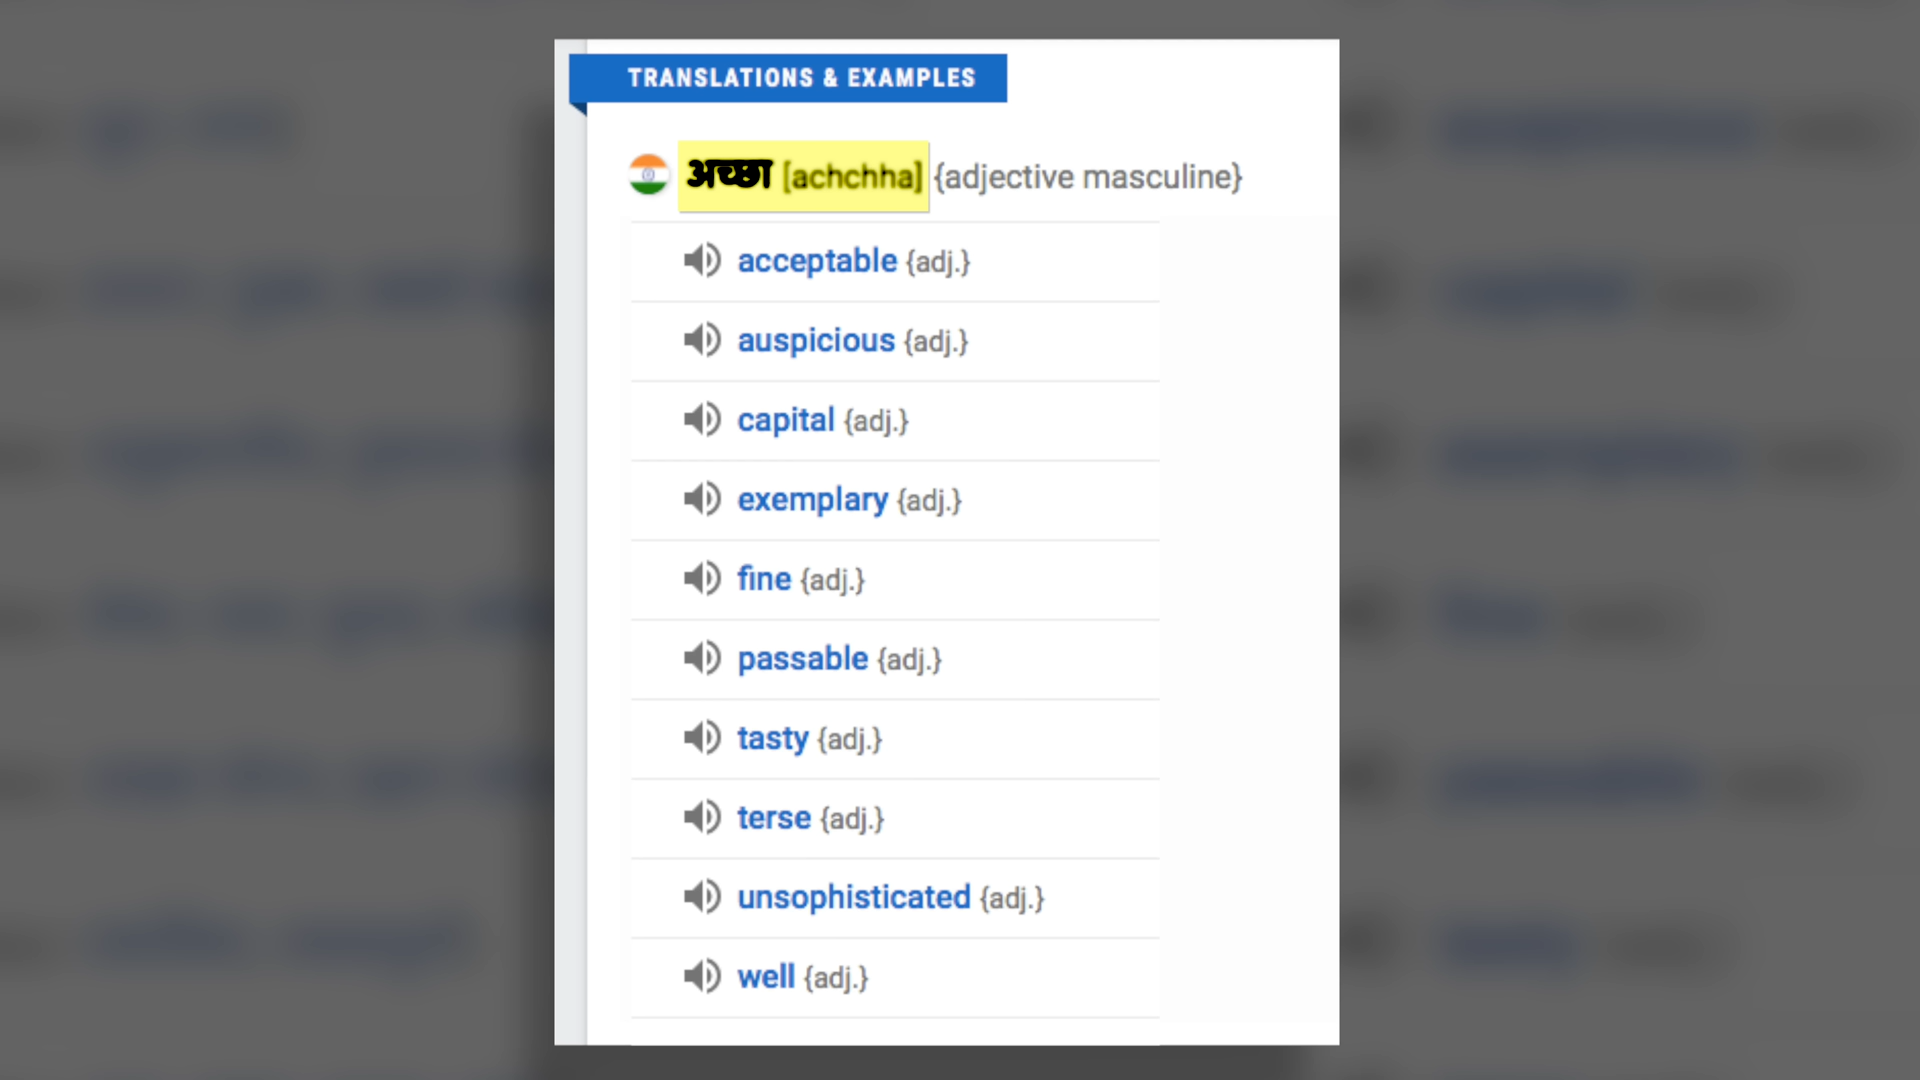 TRANSLATIONS & EXAMPLES
अच्छा [achchha] {adjective masculine}
acceptable {adj.}
auspicious {adj.}
capital {adj.}
exemplary {adj.}
fine {adj.}
passable {adj.}
tasty {adj.}
terse {adj.}
unsophisticated {adj.}
well {adj.}